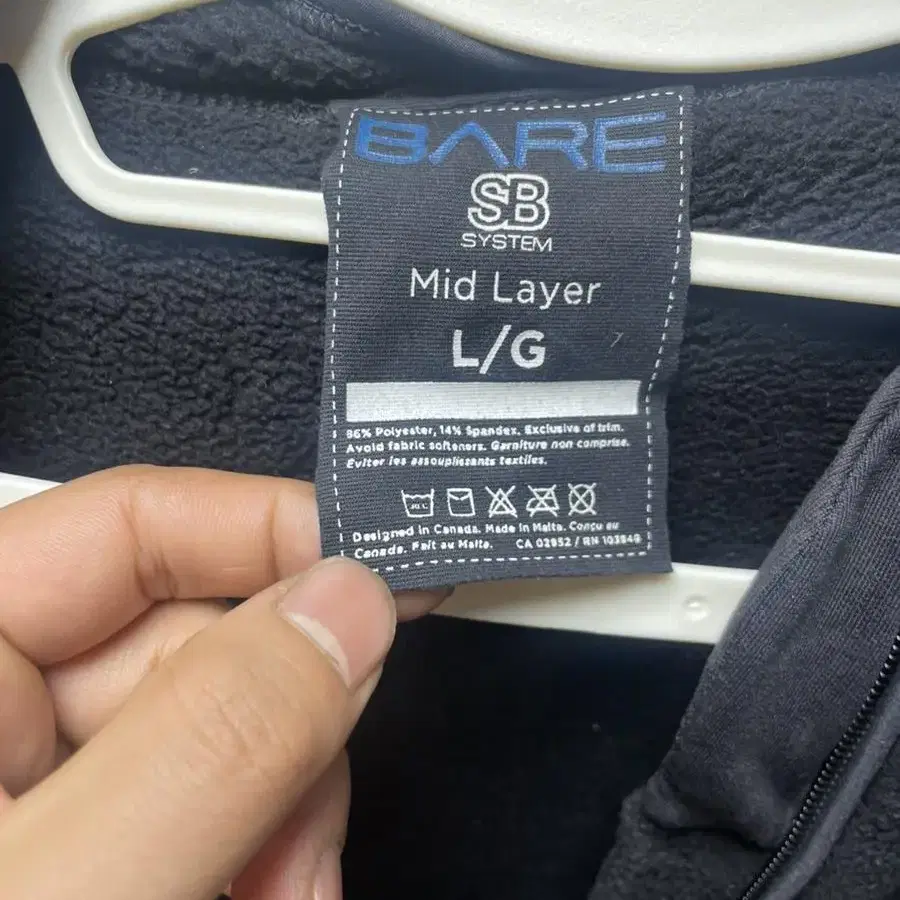 BARE
SB
SYSTEM
Mid Layer
L/G
86% Polyester, 14% Spandex. Exclusive of trim.
Avoid fabric softeners. Garniture non comprise.
Eviter les assouplissants textiles.
Designed in Canada. Made in Malta. Conçu au
Canada. Fait au Malte. CA 02952 / RN 103949